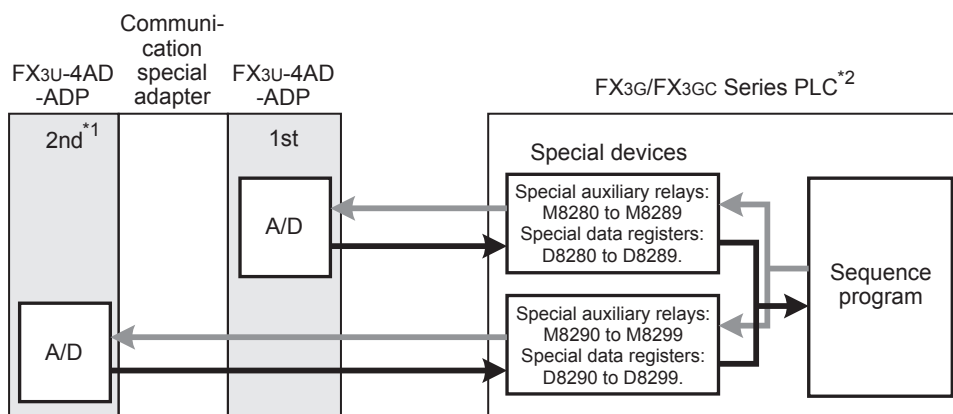 Communi-
cation
special
adapter
FX3U-4AD
-ADP
FX3U-4AD
-ADP
FX3G/FX3GC Series PLC*2
2nd*1
1st
Special devices
A/D
Special auxiliary relays:
M8280 to M8289
Special data registers:
D8280 to D8289.
Sequence
program
A/D
Special auxiliary relays:
M8290 to M8299
Special data registers:
D8290 to D8299.